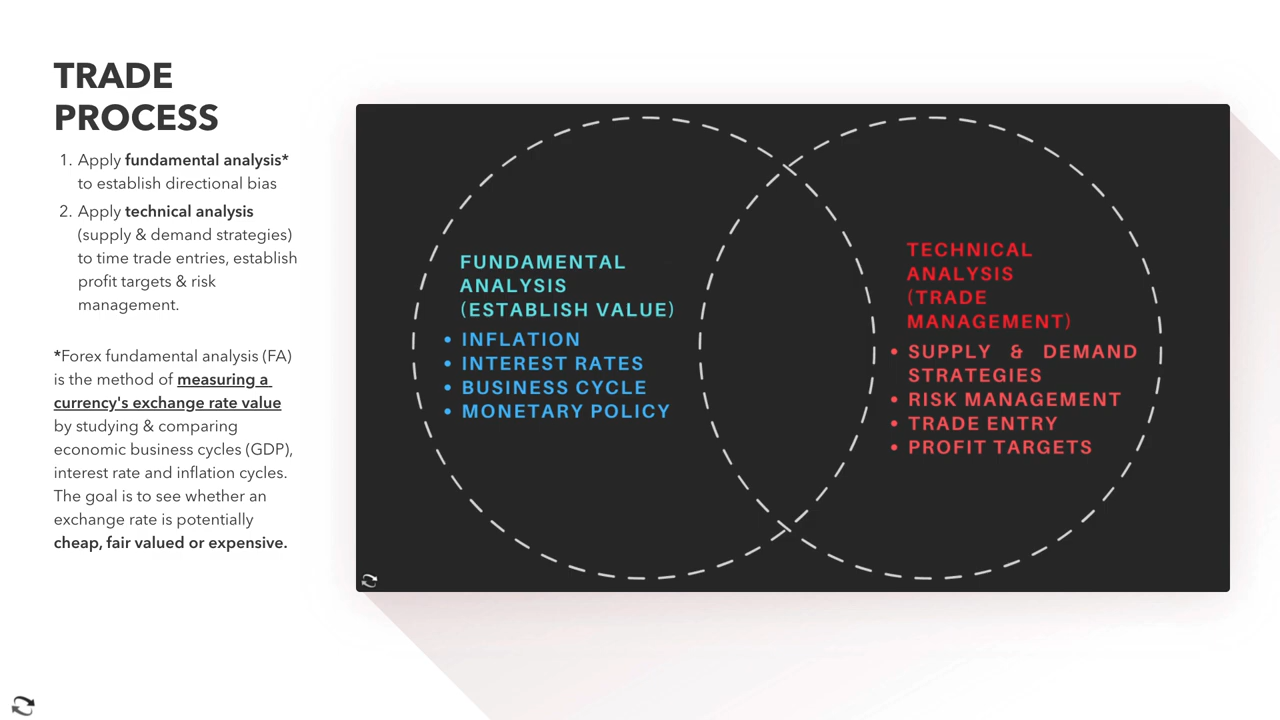 TRADE
PROCESS
1. Apply fundamental analysis*
to establish directional bias
2. Apply technical analysis
(supply & demand strategies)
to time trade entries, establish
profit targets & risk
management.
*Forex fundamental analysis (FA)
is the method of measuring a
currency's exchange rate value
by studying & comparing
economic business cycles (GDP),
interest rate and inflation cycles.
The goal is to see whether an
exchange rate is potentially
cheap, fair valued or expensive.
FUNDAMENTAL
ANALYSIS
(ESTABLISH VALUE)
• INFLATION
• INTEREST RATES
• BUSINESS CYCLE
• MONETARY POLICY
TECHNICAL
ANALYSIS
(TRADE
MANAGEMENT)
• SUPPLY & DEMAND
STRATEGIES
• RISK MANAGEMENT
• TRADE ENTRY
• PROFIT TARGETS